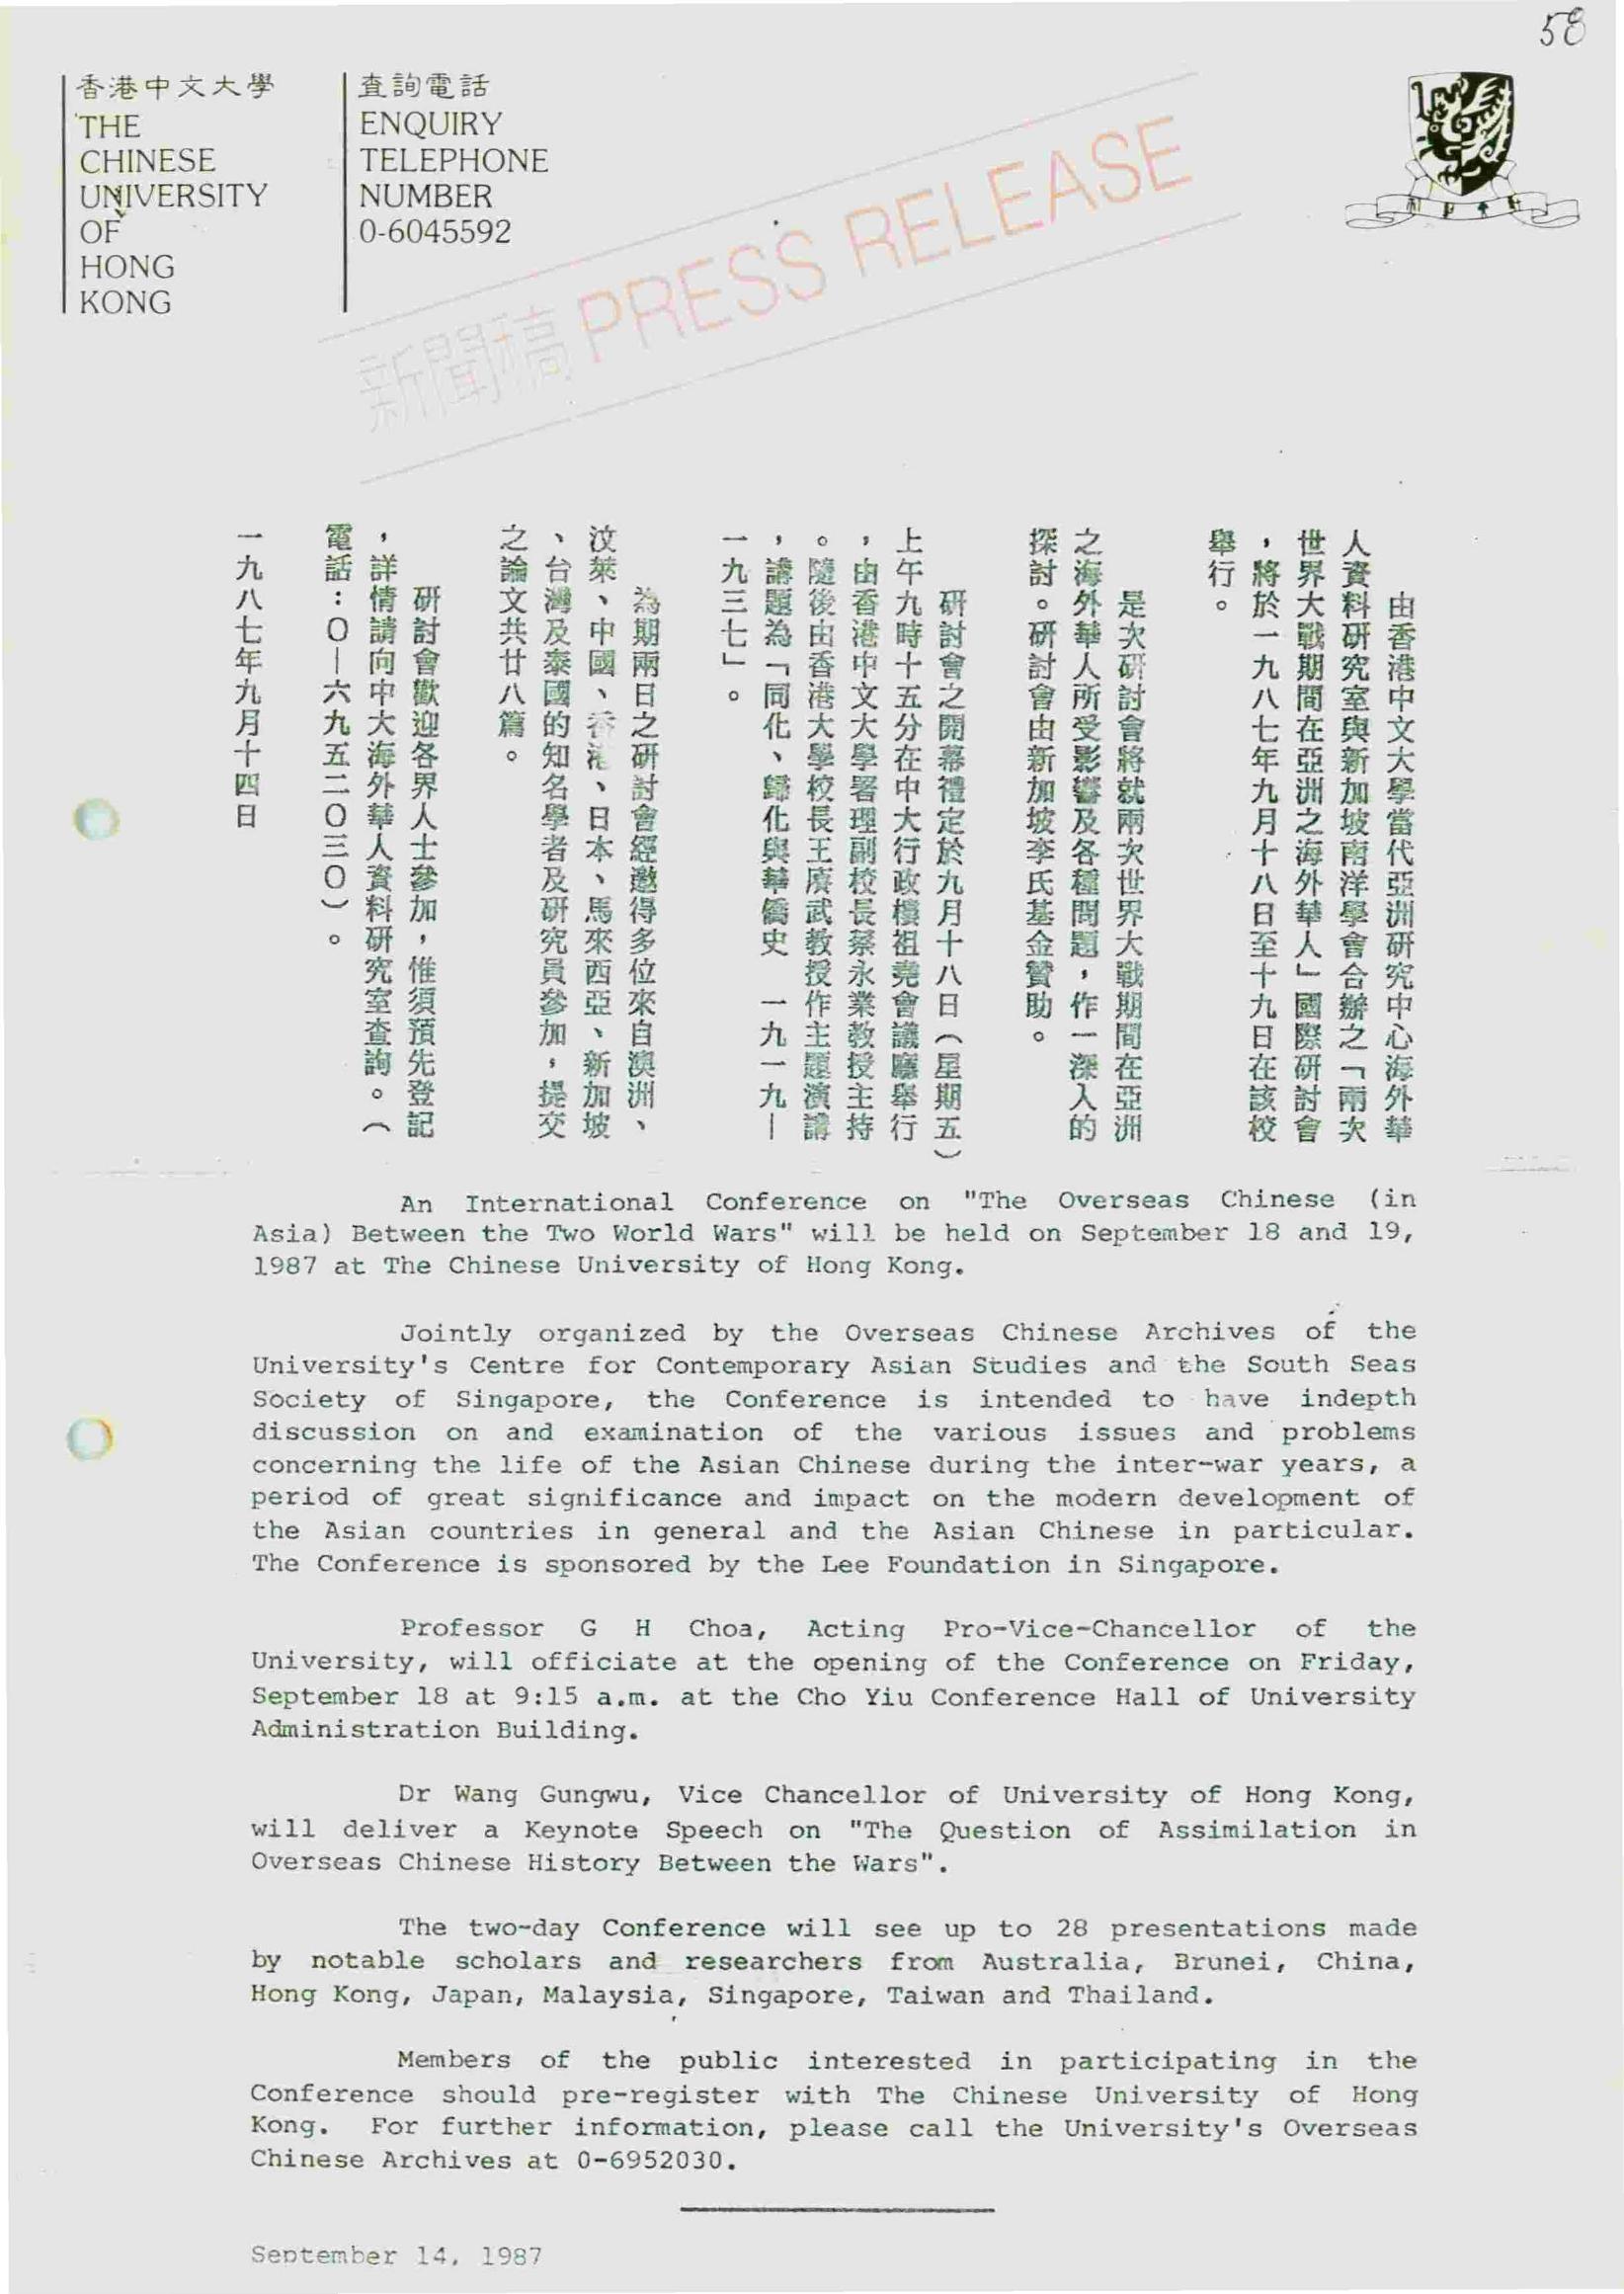 58
香港中文大學
THE
CHINESE
UNIVERSITY
OF
HONG
KONG
查詢電話
ENQUIRY
TELEPHONE
NUMBER
0-6045592
新聞稿 PRESS RELEASE
由香港中文大學當代亞洲研究中心海外華
人資料研究室與新加坡南洋學會合辦之「兩次
世界大戰期間在亞洲之海外華人」國際研討會
，將於一九八七年九月十八日至十九日在該校
舉行。
是次研討會將就兩次世界大戰期間在亞洲
之海外華人所受影響及各種問題，作一深入的
探討。研討會由新加坡李氏基金贊助。
研討會之開幕禮定於九月十八日（星期五）
上午九時十五分在中大行政樓祖堯會議廳舉行
，由香港中文大學署理副校長蔡永業教授主持
。隨後由香港大學校長王賡武教授作主題演講
，講題為「同化、歸化與華僑史　一九一九—
一九三七」。
為期兩日之研討會經邀得多位來自澳洲、
汶萊、中國、香港、日本、馬來西亞、新加坡
、台灣及泰國的知名學者及研究員參加，提交
之論文共廿八篇。
研討會歡迎各界人士參加，惟須預先登記
，詳情請向中大海外華人資料研究室查詢。（
電話：０—六九五二０三０）。
一九八七年九月十四日
An International Conference on "The Overseas Chinese (in
Asia) Between the Two World Wars" will be held on September 18 and 19,
1987 at The Chinese University of Hong Kong.
Jointly organized by the Overseas Chinese Archives of the
University's Centre for Contemporary Asian Studies and the South Seas
Society of Singapore, the Conference is intended to have indepth
discussion on and examination of the various issues and problems
concerning the life of the Asian Chinese during the inter-war years, a
period of great significance and impact on the modern development of
the Asian countries in general and the Asian Chinese in particular.
The Conference is sponsored by the Lee Foundation in Singapore.
Professor G H Choa, Acting Pro-Vice-Chancellor of the
University, will officiate at the opening of the Conference on Friday,
September 18 at 9:15 a.m. at the Cho Yiu Conference Hall of University
Administration Building.
Dr Wang Gungwu, Vice Chancellor of University of Hong Kong,
will deliver a Keynote Speech on "The Question of Assimilation in
Overseas Chinese History Between the Wars".
The two-day Conference will see up to 28 presentations made
by notable scholars and researchers from Australia, Brunei, China,
Hong Kong, Japan, Malaysia, Singapore, Taiwan and Thailand.
Members of the public interested in participating in the
Conference should pre-register with The Chinese University of Hong
Kong. For further information, please call the University's Overseas
Chinese Archives at 0-6952030.
September 14, 1987